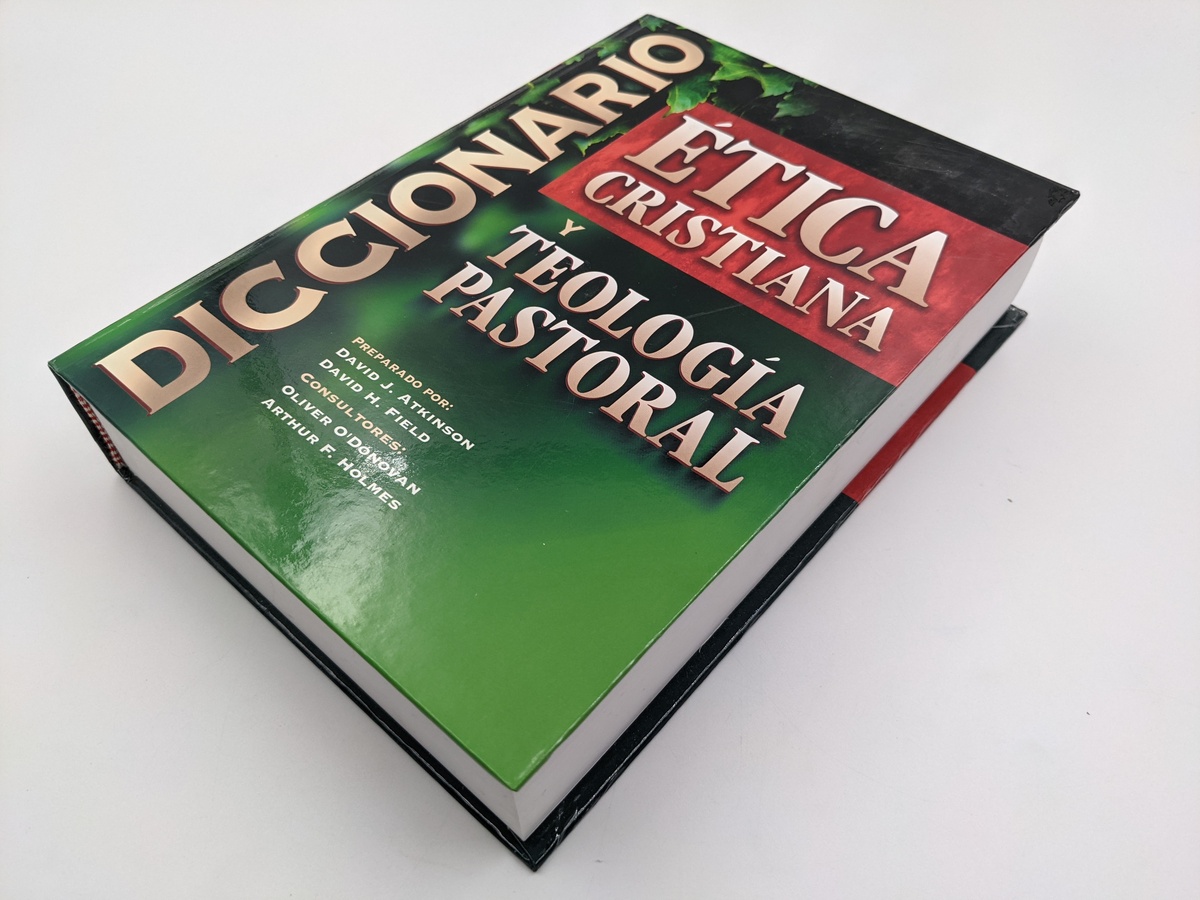 DICCIONARIO
ÉTICA
CRISTIANA
Y
TEOLOGÍA
PASTORAL
PREPARADO POR:
DAVID J. ATKINSON
DAVID H. FIELD
CONSULTORES:
OLIVER O'DONOVAN
ARTHUR F. HOLMES